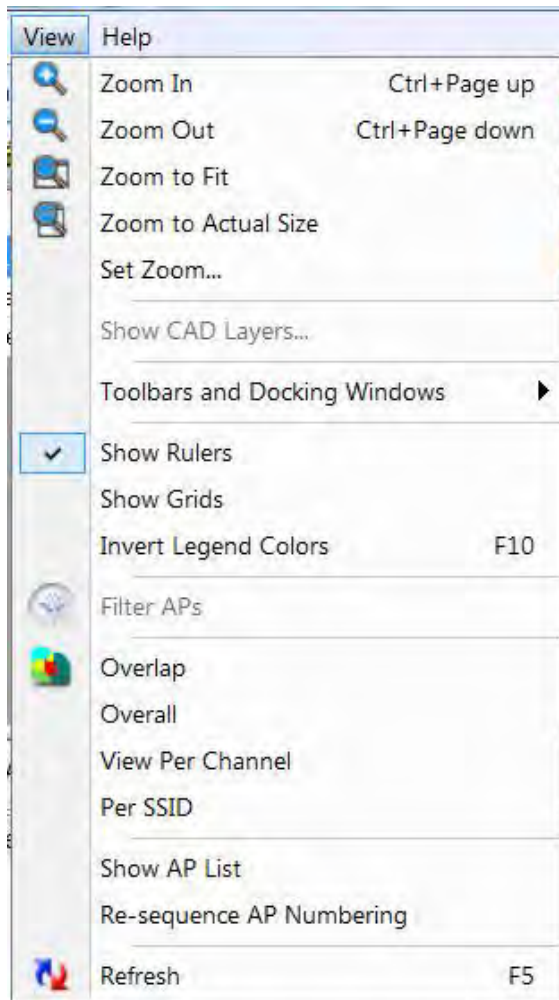 View Help
Zoom In Ctrl+Page up
Zoom Out Ctrl+Page down
Zoom to Fit
Zoom to Actual Size
Set Zoom...
Show CAD Layers...
Toolbars and Docking Windows
Show Rulers
Show Grids
Invert Legend Colors F10
Filter APs
Overlap
Overall
View Per Channel
Per SSID
Show AP List
Re-sequence AP Numbering
Refresh F5